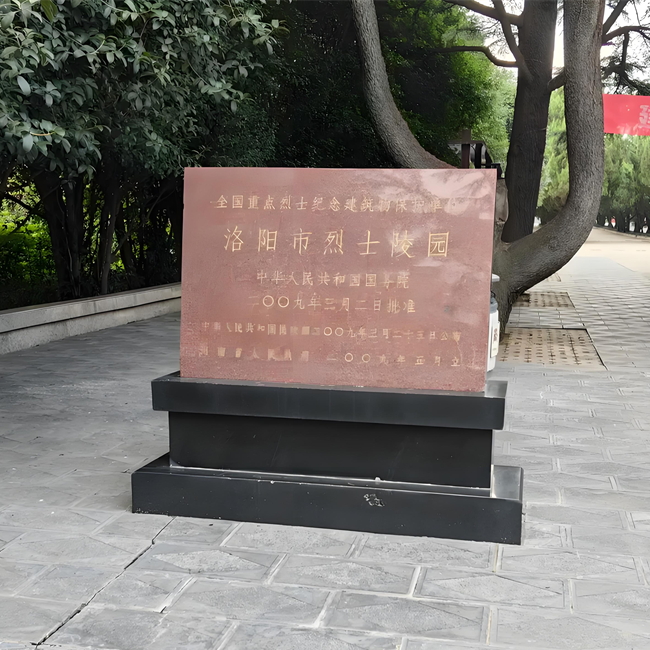 全国重点烈士纪念建筑物保护单
洛阳市烈士陵园
中华人民共和国国务院
二〇〇九年三月二日批准
中华人民共和国民 二〇〇九年三月二十三日公布
河南省人民政府 二〇〇九年五月立